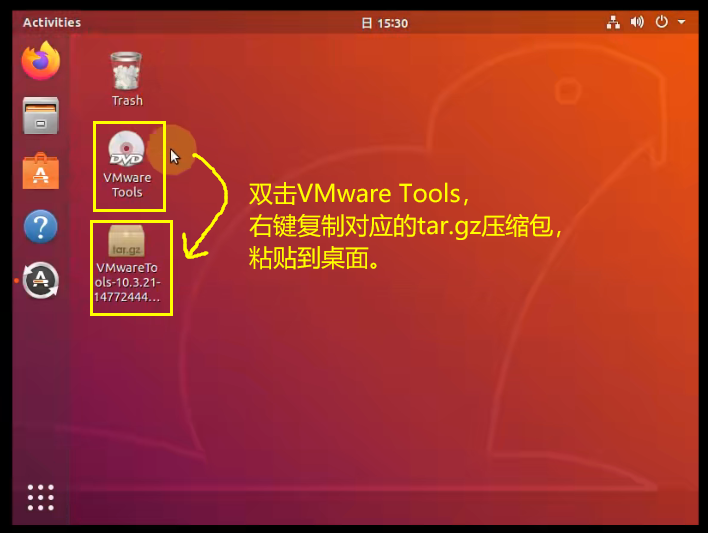 Activities
日 15:30
Trash
DVD
VMware
Tools
tar.gz
VMwareTo
ols-10.3.21-
14772444...
双击VMware Tools，
右键复制对应的tar.gz压缩包，
粘贴到桌面。